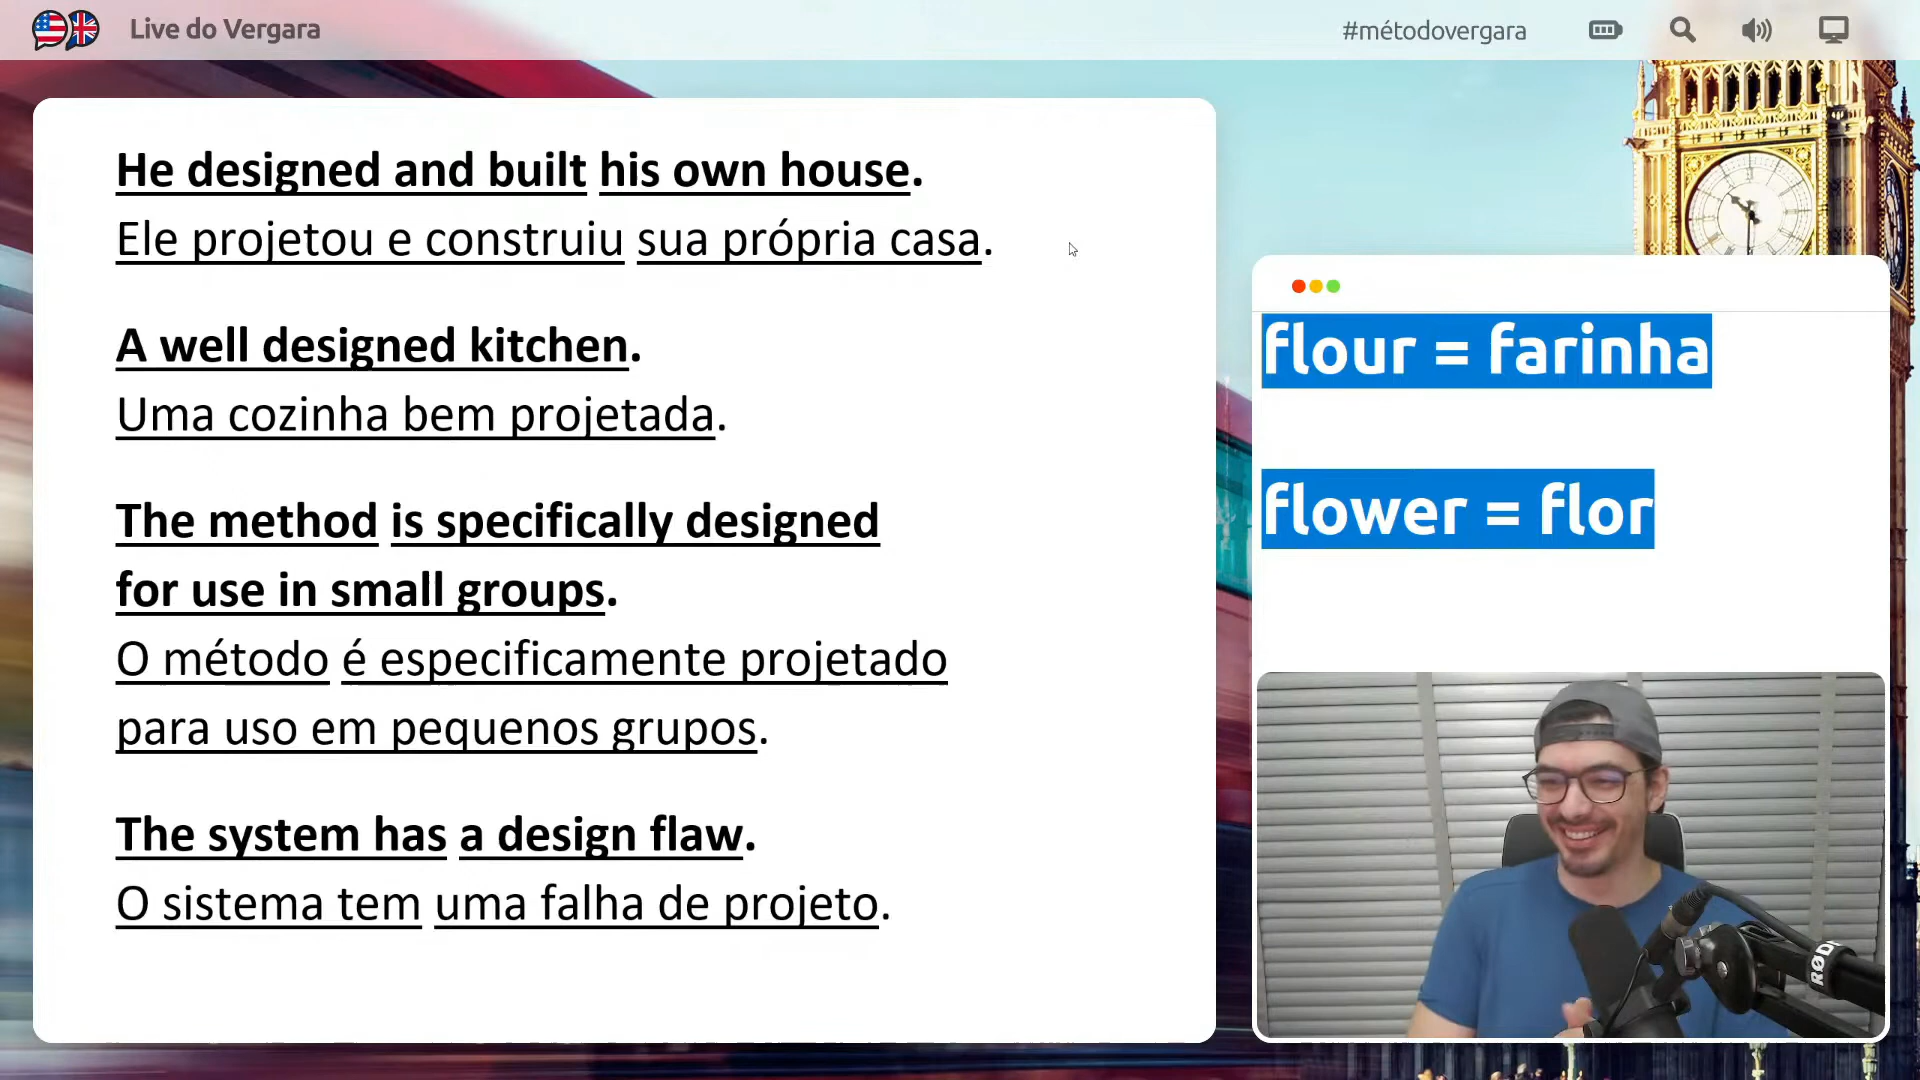 Live do Vergara
#métodovergara
He designed and built his own house.
Ele projetou e construiu sua própria casa.
A well designed kitchen.
Uma cozinha bem projetada.
The method is specifically designed
for use in small groups.
O método é especificamente projetado
para uso em pequenos grupos.
The system has a design flaw.
O sistema tem uma falha de projeto.
flour = farinha
flower = flor
RØDE